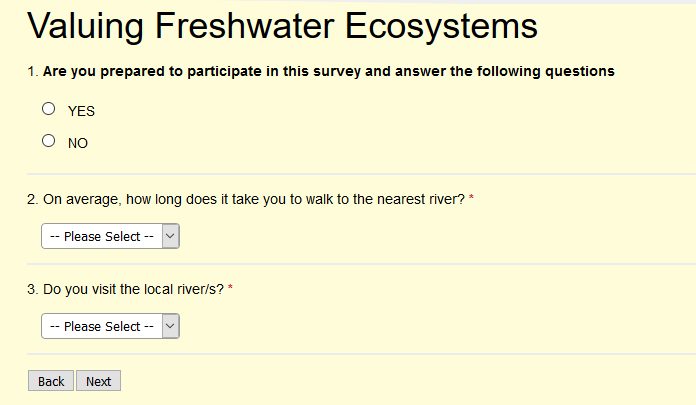 Valuing Freshwater Ecosystems
1. Are you prepared to participate in this survey and answer the following questions
YES
NO
2. On average, how long does it take you to walk to the nearest river? *
-- Please Select --
3. Do you visit the local river/s? *
-- Please Select --
Back Next